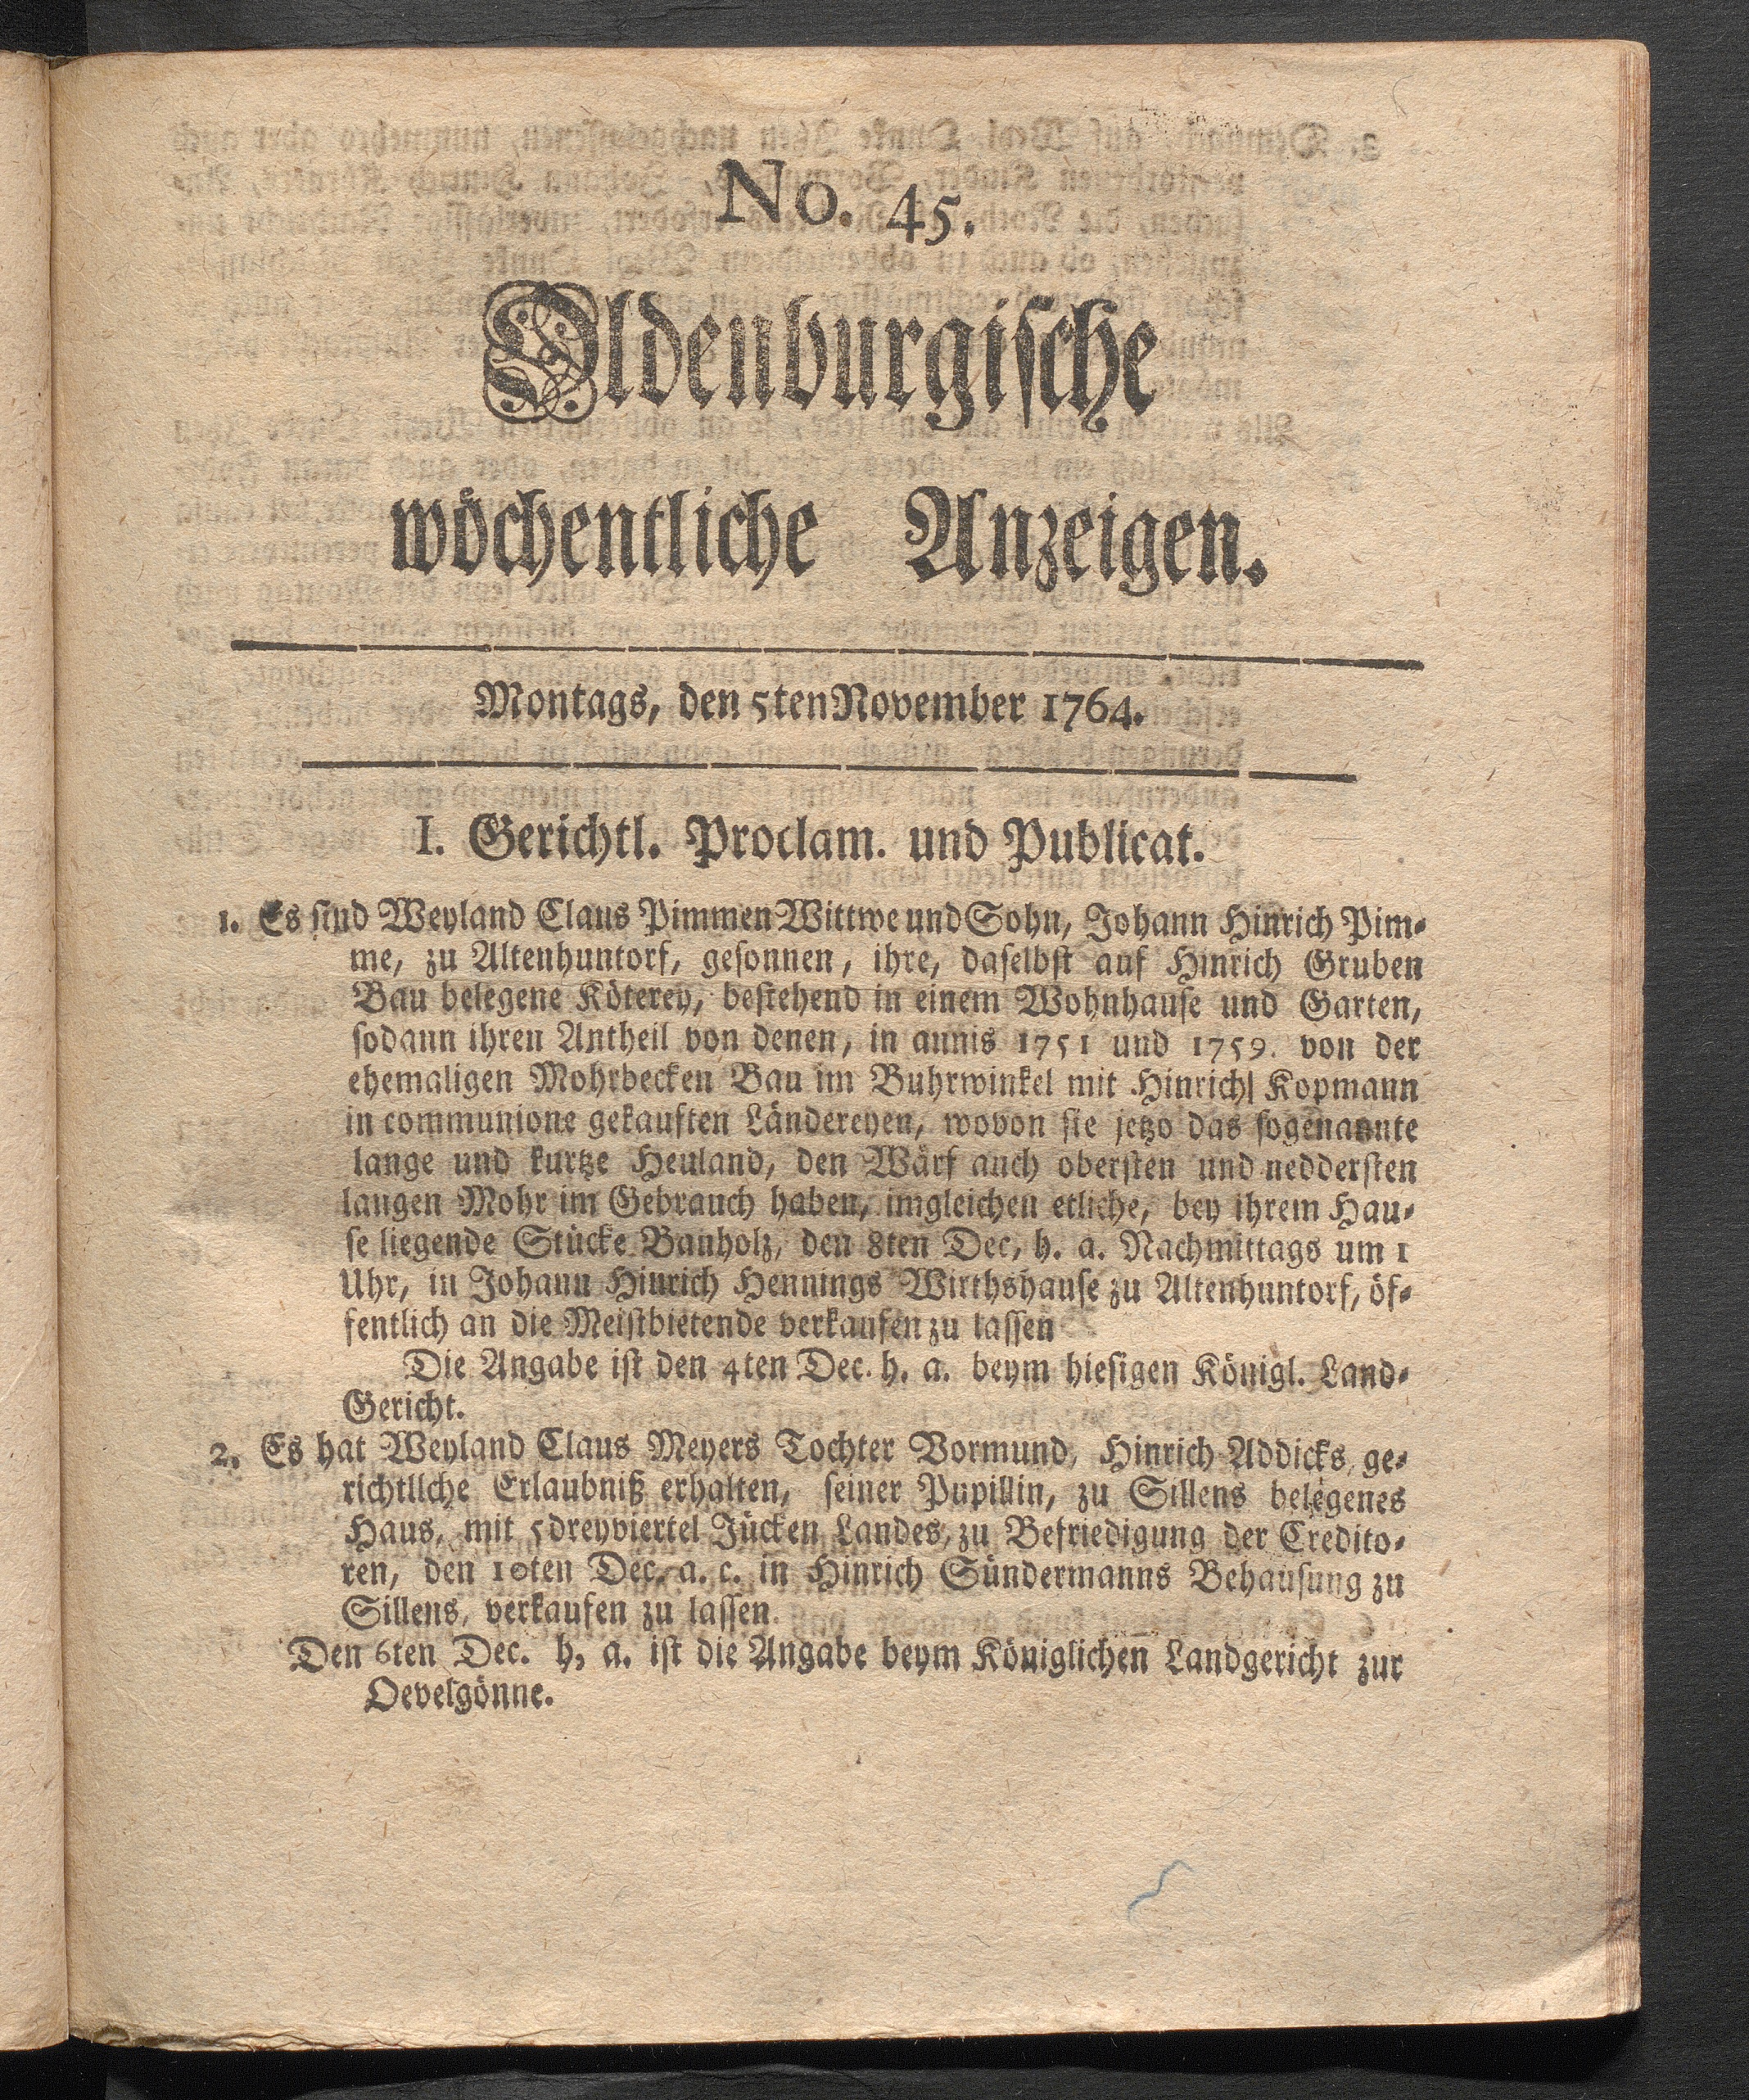 No. 45.
Oldenburgische
wöchentliche Anzeigen.
Montags, den 5ten November 1764.
I. Gerichtl. Proclam. und Publicat.
1. Es sind Weyland Claus Pimmen Wittwe und Sohn, Johann Hinrich Pim-
me, zu Altenhuntorf, gesonnen, ihre, daselbst auf Hinrich Gruben
Bau belegene Köterey, bestehend in einem Wohnhause und Garten,
sodann ihren Antheil von denen, in annis 1751 und 1759. von der
ehemaligen Mohrbecken Bau im Buhrwinkel mit Hinrich Kopmann
in communione gekauften Ländereyen, wovon sie jetzo das sogenannte
lange und kurtze Heuland, den Wärf auch obersten und neddersten
langen Mohr im Gebrauch haben, imgleichen etliche, bey ihrem Hau-
se liegende Stücke Bauholz, den 8ten Dec, h. a. Nachmittags um 1
Uhr, in Johann Hinrich Hennings Wirthshause zu Altenhuntorf, öf-
fentlich an die Meistbietende verkaufen zu lassen
Die Angabe ist den 4ten Dec. h. a. beym hiesigen Königl. Land-
Gericht.
2. Es hat Weyland Claus Meyers Tochter Vormund, Hinrich Addicks, ge-
richtllche Erlaubniß erhalten, seiner Pupillin, zu Sillens belegenes
Haus, mit 5 dreyviertel Jücken Landes, zu Befriedigung der Credito-
ren, den 10ten Dec. a. c. in Hinrich Sündermanns Behausung zu
Sillens, verkaufen zu lassen.
Den 6ten Dec. h, a. ist die Angabe beym Königlichen Landgericht zur
Oevelgönne.